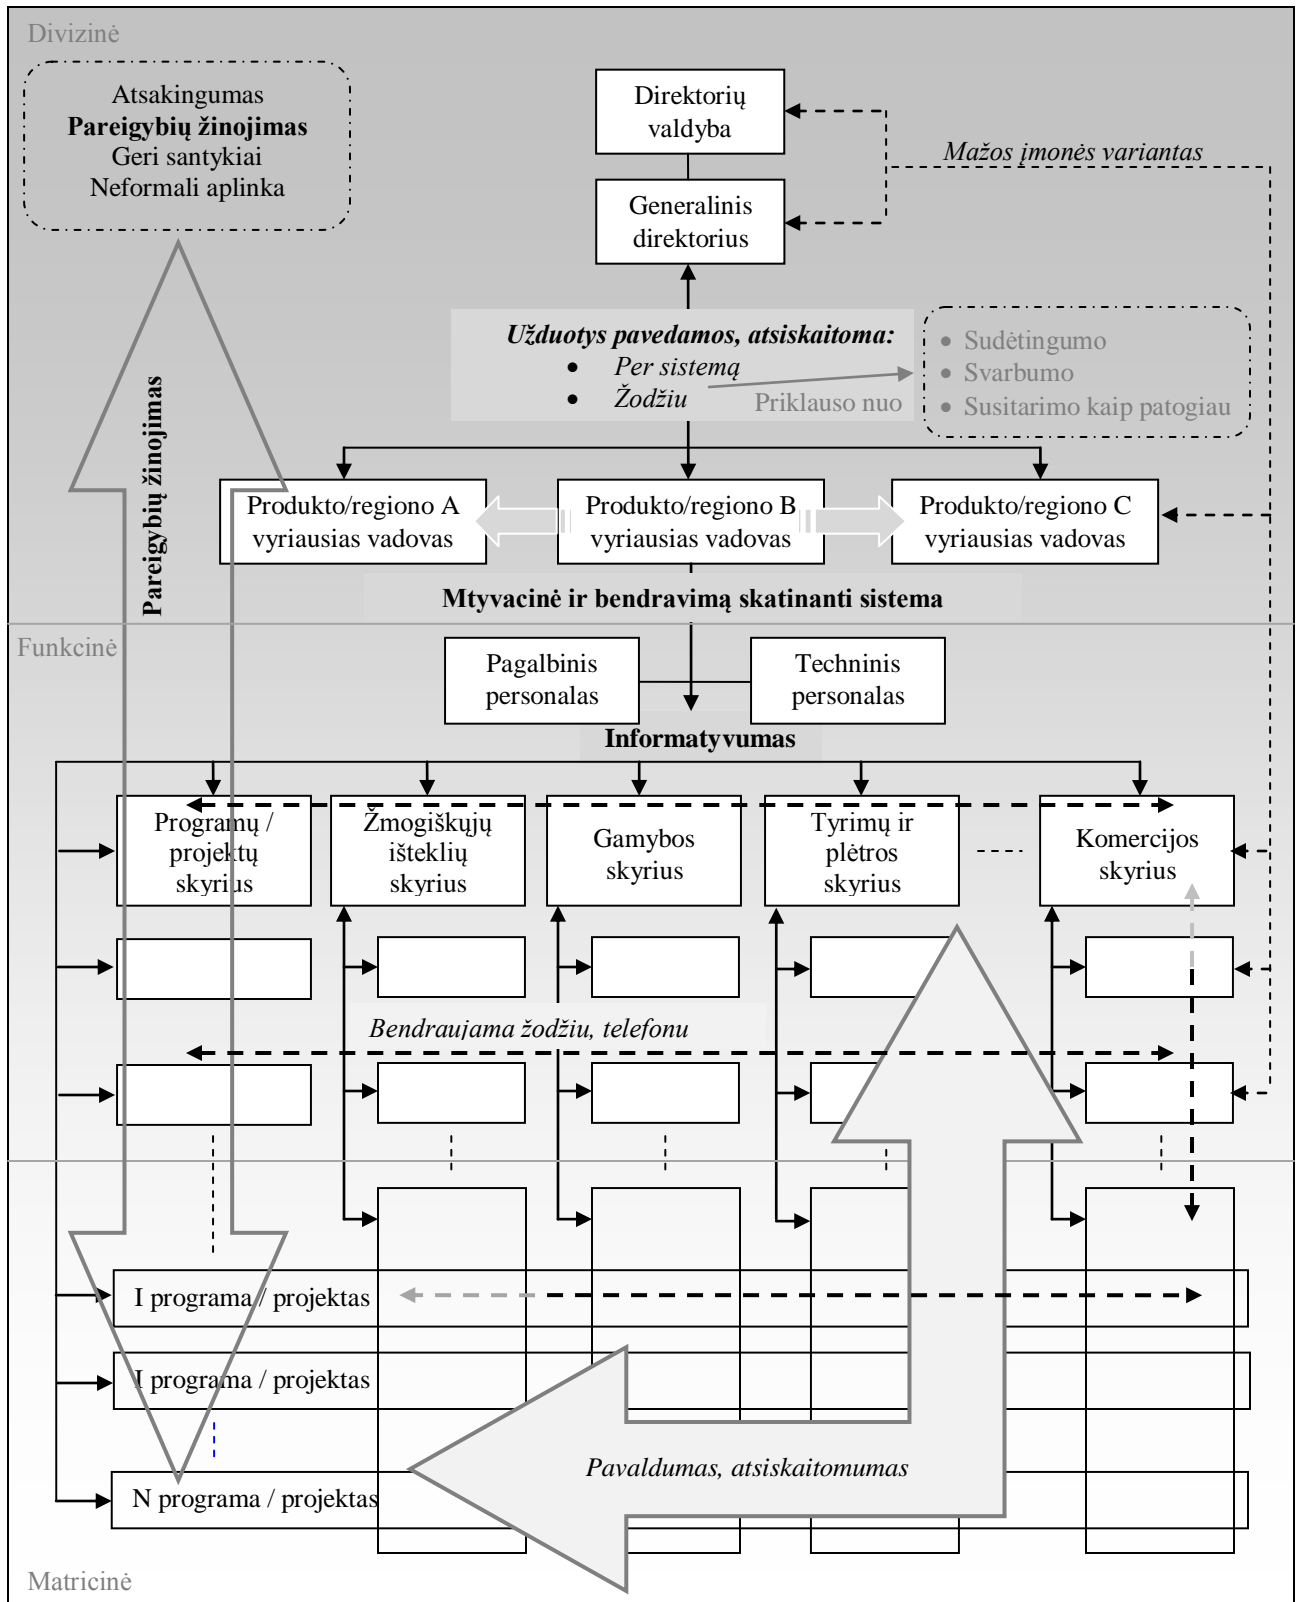 Divizinė
Atsakingumas
Pareigybių žinojimas
Geri santykiai
Neformali aplinka
Direktorių
valdyba
Mažos įmonės variantas
Generalinis
direktorius
Užduotys pavedamos, atsiskaitoma:
• Per sistemą
• Žodžiu
Priklauso nuo
• Sudėtingumo
• Svarbumo
• Susitarimo kaip patogiau
Pareigybių žinojimas
Produkto/regiono A
vyriausias vadovas
Produkto/regiono B
vyriausias vadovas
Produkto/regiono C
vyriausias vadovas
Mtyvacinė ir bendravimą skatinanti sistema
Funkcinė
Pagalbinis
personalas
Techninis
personalas
Informatyvumas
Programų /
projektų
skyrius
Žmogiškųjų
išteklių
skyrius
Gamybos
skyrius
Tyrimų ir
plėtros
skyrius
Komercijos
skyrius
Bendraujama žodžiu, telefonu
I programa / projektas
I programa / projektas
Pavaldumas, atsiskaitomumas
N programa / projektas
Matricinė